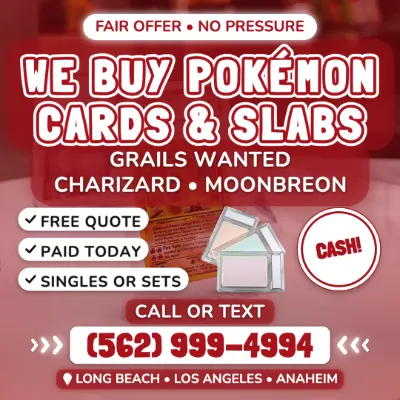 FAIR OFFER • NO PRESSURE
WE BUY POKÉMON
CARDS & SLABS
GRAILS WANTED
CHARIZARD • MOONBREON
FREE QUOTE
PAID TODAY
SINGLES OR SETS
CASH!
CALL OR TEXT
(562) 999-4994
LONG BEACH • LOS ANGELES • ANAHEIM